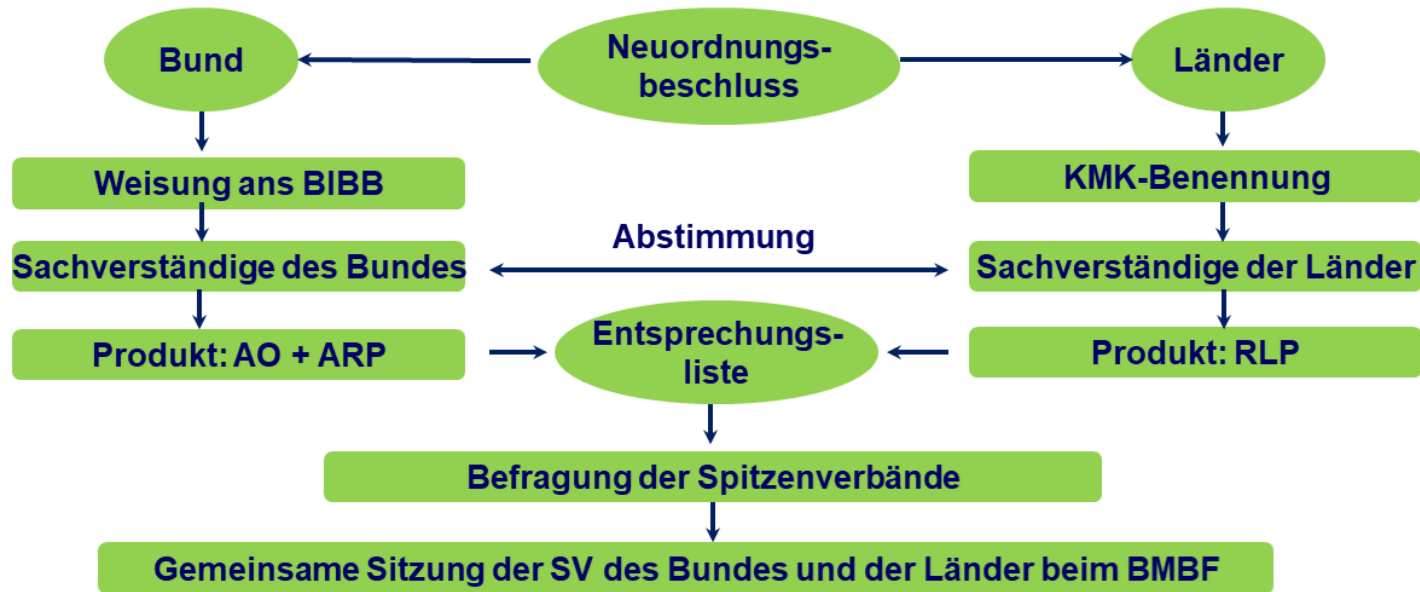 Bund
Neuordnungs-
beschluss
Länder
Weisung ans BIBB
KMK-Benennung
Abstimmung
Sachverständige des Bundes
Sachverständige der Länder
Entsprechungs-
liste
Produkt: AO + ARP
Produkt: RLP
Befragung der Spitzenverbände
Gemeinsame Sitzung der SV des Bundes und der Länder beim BMBF